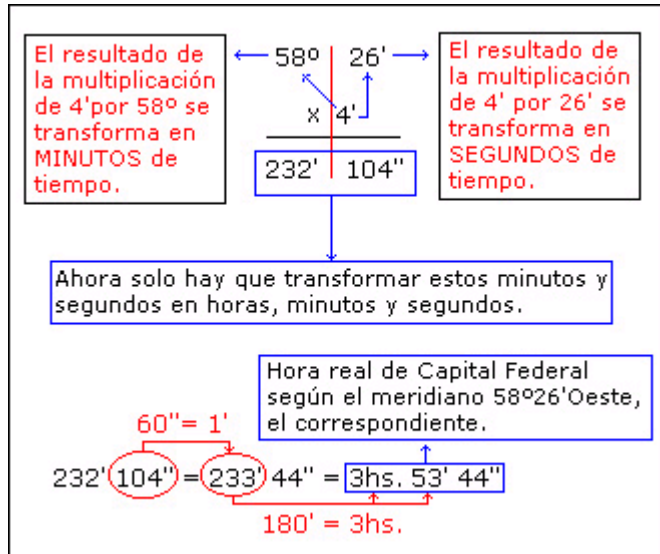 El resultado de
la multiplicación
de 4'por 58º se
transforma en
MINUTOS de
tiempo.
58º 26'
x 4'
232' 104"
El resultado de
la multiplicación
de 4' por 26' se
transforma en
SEGUNDOS de
tiempo.
Ahora solo hay que transformar estos minutos y
segundos en horas, minutos y segundos.
Hora real de Capital Federal
según el meridiano 58º26'Oeste,
el correspondiente.
60"= 1'
232' 104" = 233' 44" = 3hs. 53' 44"
180' = 3hs.